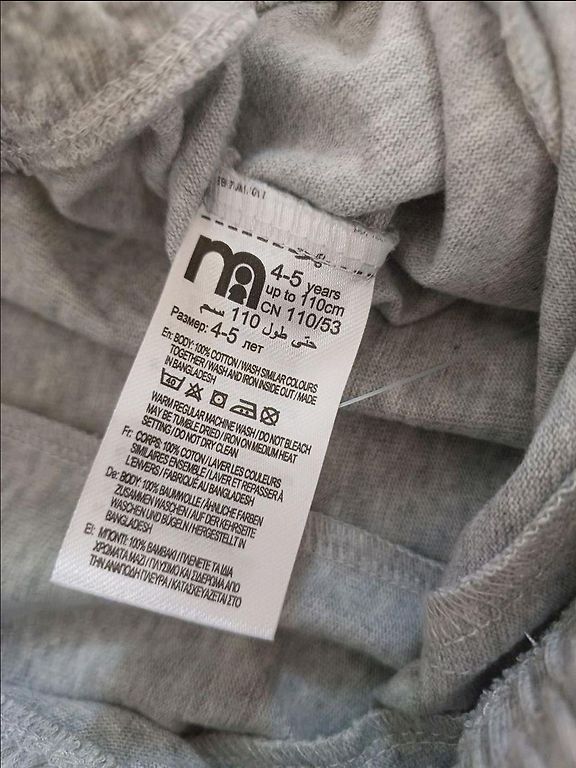 m
4-5 years
up to 110cm
CN 110/53
حتى طول 110 سم
Размер: 4-5 лет
En: BODY: 100% COTTON / WASH SIMILAR COLOURS
TOGETHER / WASH AND IRON INSIDE OUT / MADE
IN BANGLADESH
40
WARM REGULAR MACHINE WASH / DO NOT BLEACH
MAY BE TUMBLE DRIED / IRON ON MEDIUM HEAT
SETTING / DO NOT DRY CLEAN
Fr: CORPS: 100% COTON / LAVER LES COULEURS
SIMILAIRES ENSEMBLE / LAVER ET REPASSER À
L'ENVERS / FABRIQUÉ AU BANGLADESH
De: BODY: 100% BAUMWOLLE / ÄHNLICHE FARBEN
ZUSAMMEN WASCHEN / AUF DER KEHRSEITE
WASCHEN UND BÜGELN / HERGESTELLT IN
BANGLADESH
El: ΜΠΟΝΤΙ: 100% ΒΑΜΒΑΚΙ / ΠΛΕΝΕΤΕ ΤΑ ΙΔΙΑ
ΧΡΩΜΑΤΑ ΜΑΖΙ / ΠΛΥΣΙΜΟ ΚΑΙ ΣΙΔΕΡΩΜΑ ΑΠΟ
ΤΗΝ ΑΝΑΠΟΔΗ ΠΛΕΥΡΑ / ΚΑΤΑΣΚΕΥΑΖΕΤΑΙ ΣΤΟ